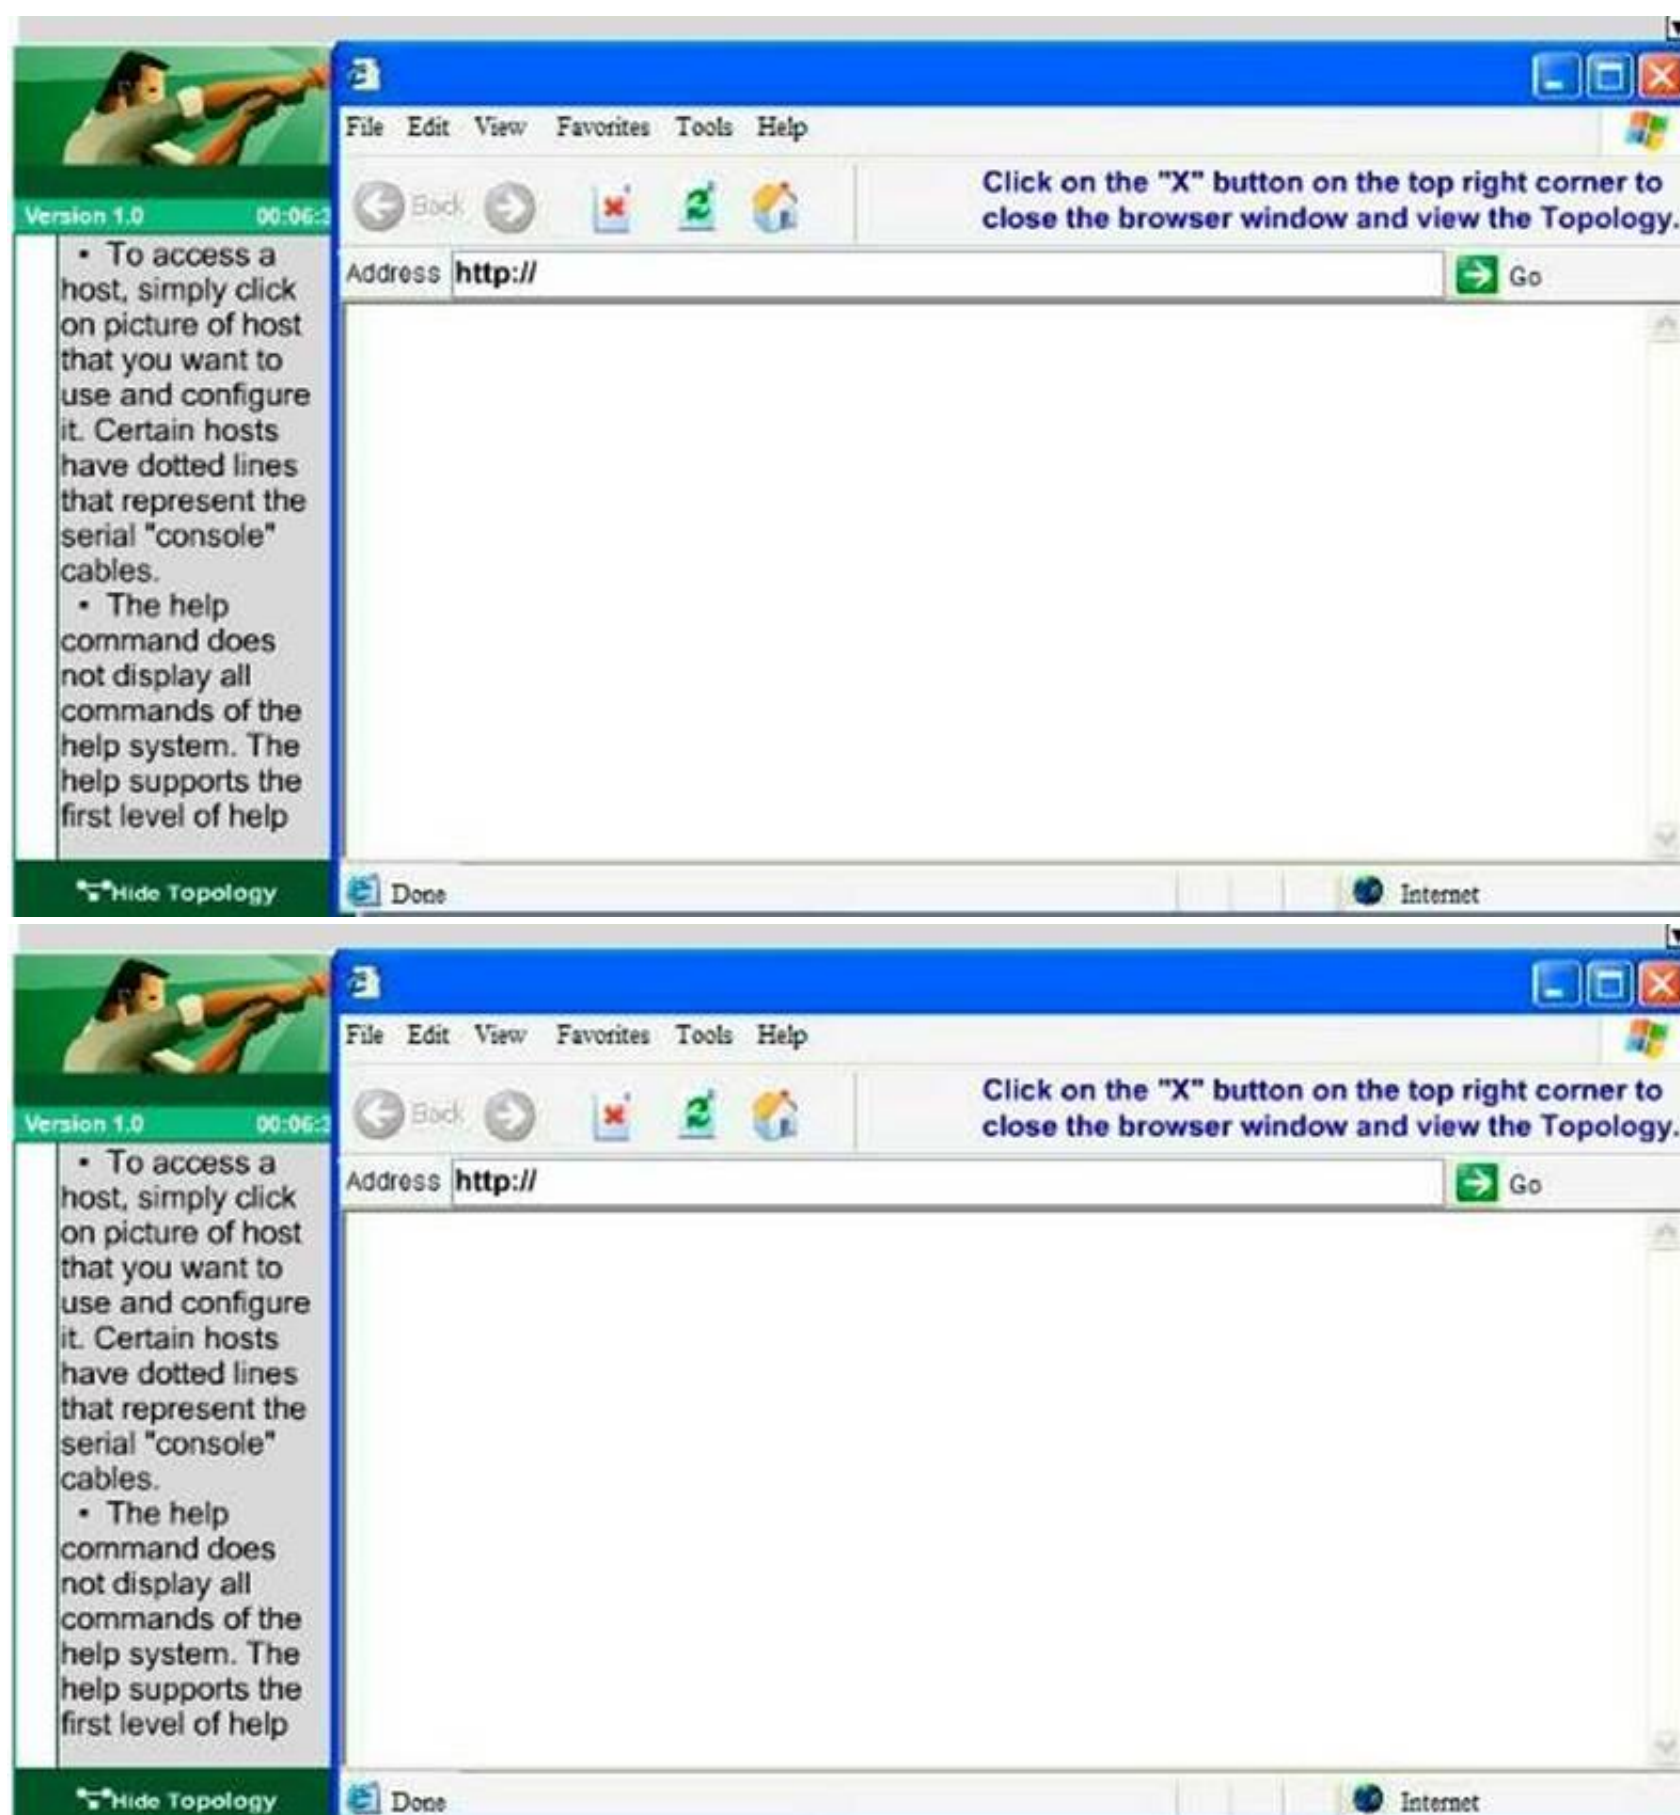 File Edit View Favorites Tools Help
Back
Click on the "X" button on the top right corner to
close the browser window and view the Topology.
Version 1.0 00:06:
Address http:// Go
• To access a
host, simply click
on picture of host
that you want to
use and configure
it. Certain hosts
have dotted lines
that represent the
serial "console"
cables.
• The help
command does
not display all
commands of the
help system. The
help supports the
first level of help
Hide Topology
Done Internet
File Edit View Favorites Tools Help
Back
Click on the "X" button on the top right corner to
close the browser window and view the Topology.
Version 1.0 00:06:
Address http:// Go
• To access a
host, simply click
on picture of host
that you want to
use and configure
it. Certain hosts
have dotted lines
that represent the
serial "console"
cables.
• The help
command does
not display all
commands of the
help system. The
help supports the
first level of help
Hide Topology
Done Internet